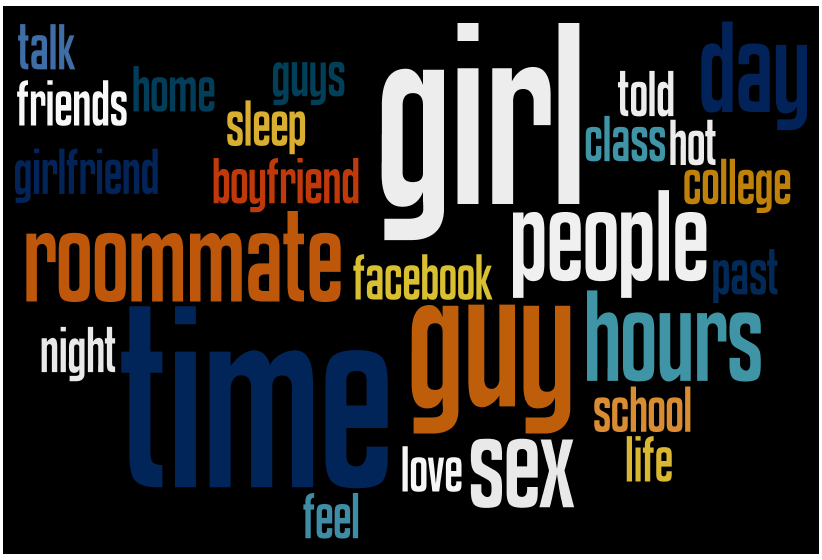 talk
friends
home
guys
sleep
girlfriend
boyfriend
girl
told
day
class
hot
college
roommate
facebook
people
past
night
time
guy
hours
school
life
love
sex
feel